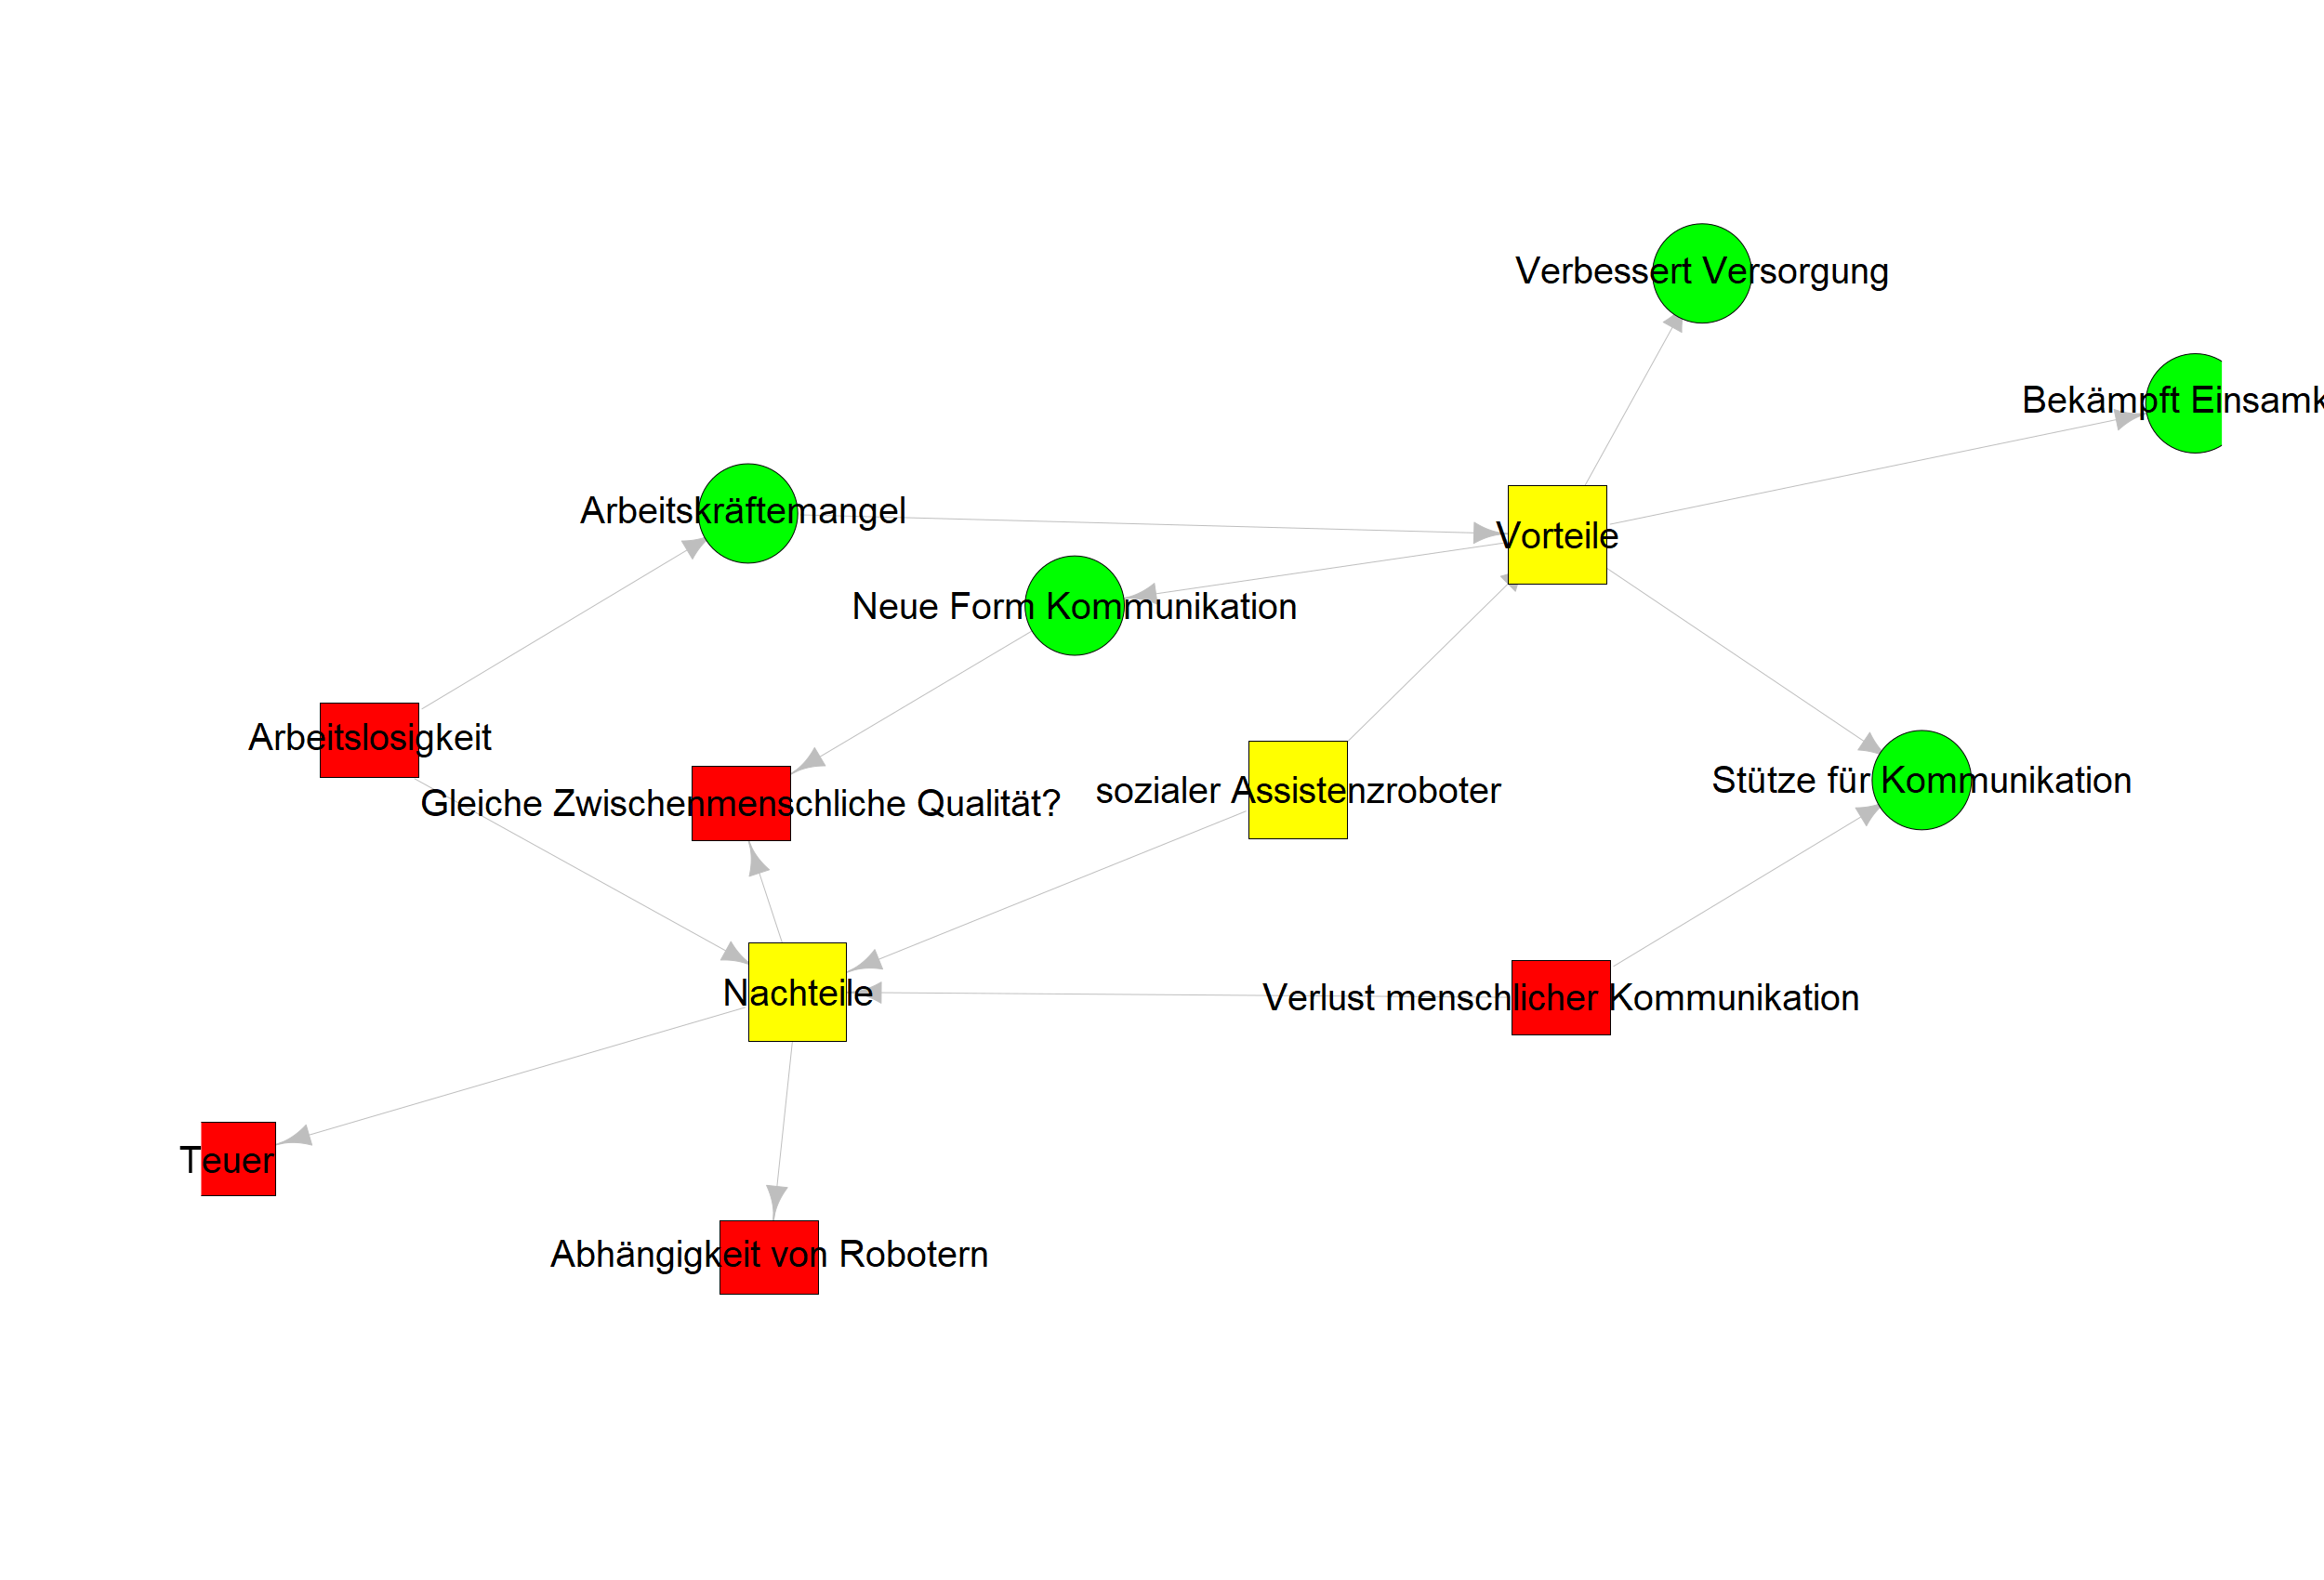 Verbessert Versorgung
Bekämpft Einsamk
Arbeitskräftemangel
Vorteile
Neue Form Kommunikation
Arbeitslosigkeit
Gleiche Zwischenmenschliche Qualität?
sozialer Assistenzroboter
Stütze für Kommunikation
Nachteile
Verlust menschlicher Kommunikation
Teuer
Abhängigkeit von Robotern